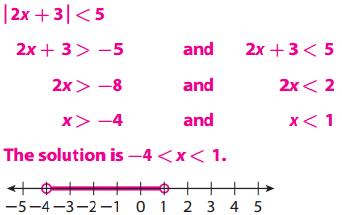 |2x + 3| < 5
2x + 3 > −5 and 2x + 3 < 5
2x > −8 and 2x < 2
x > −4 and x < 1
The solution is −4 < x < 1.
−5 −4 −3 −2 −1 0 1 2 3 4 5